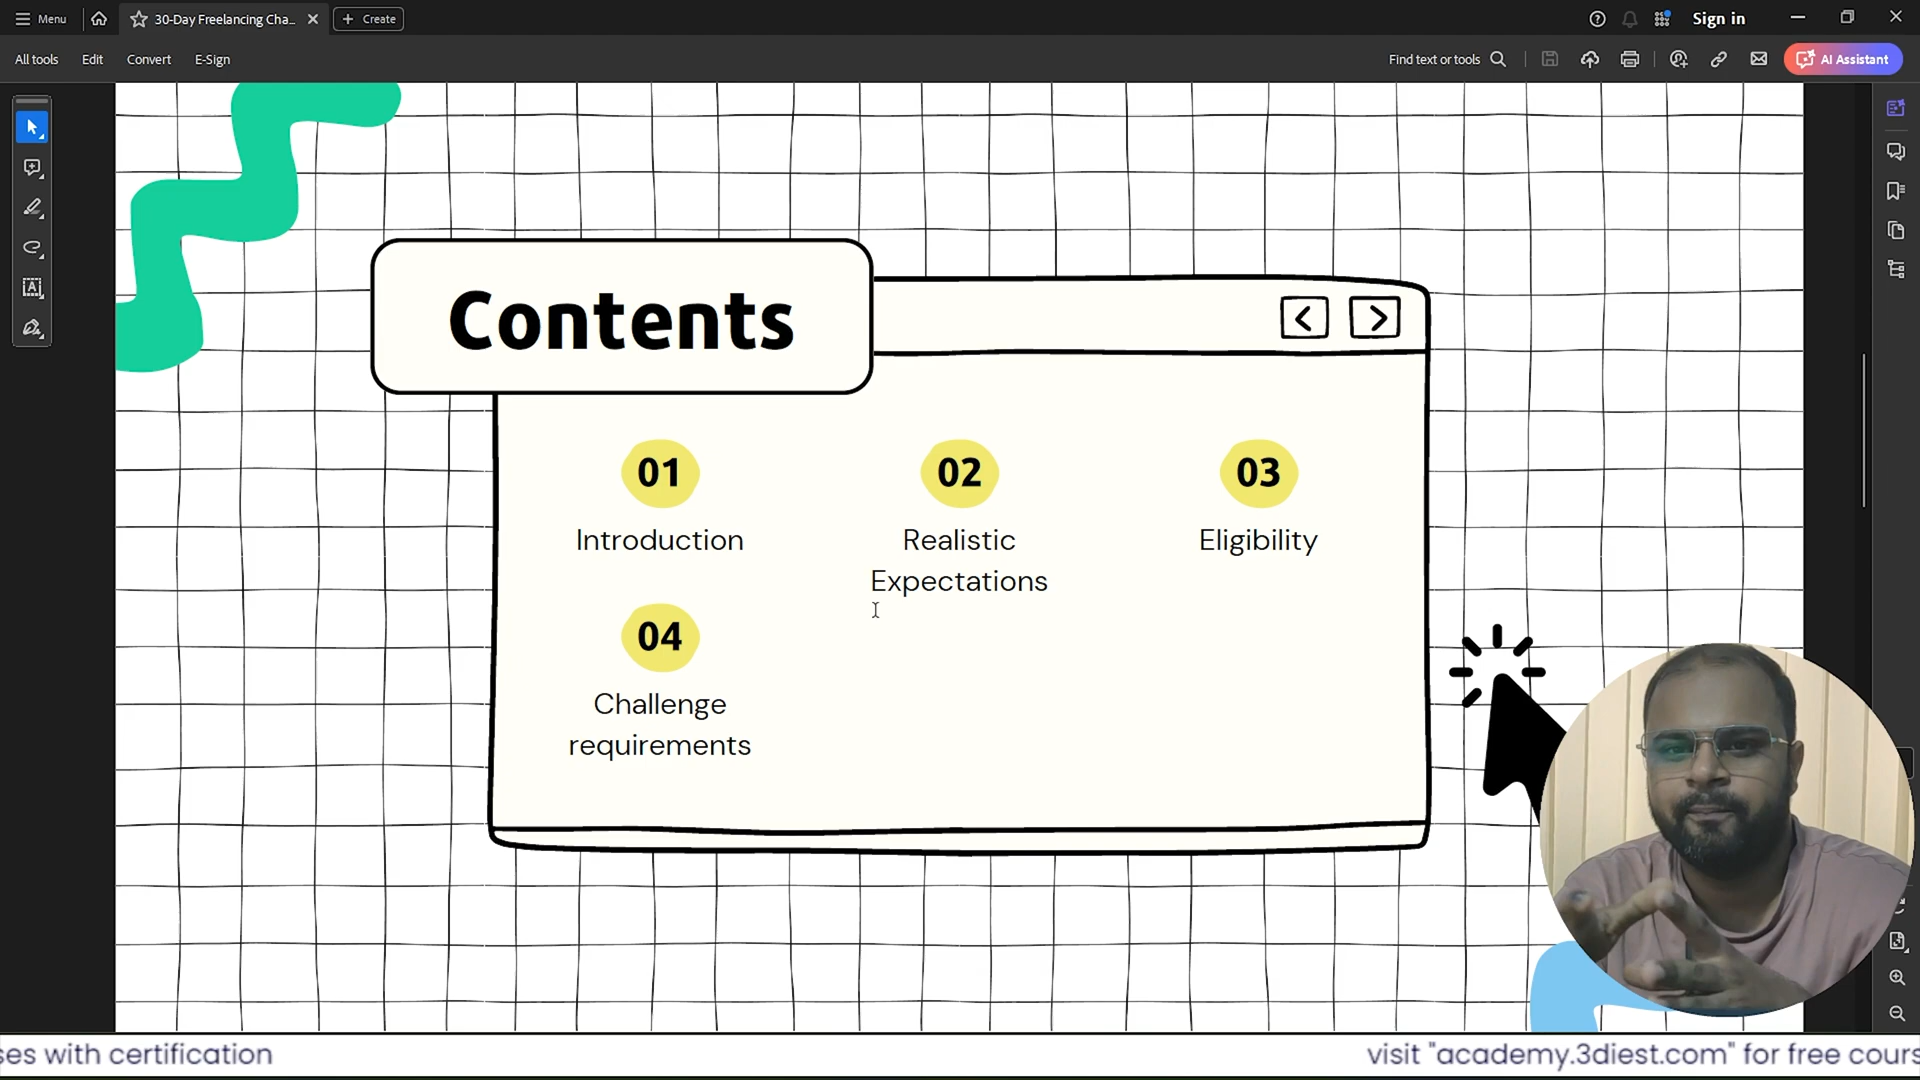 Menu
30-Day Freelancing Cha...
Create
Sign in
All tools
Edit
Convert
E-Sign
Find text or tools
AI Assistant
Contents
01
02
03
Introduction
Realistic
Expectations
Eligibility
04
Challenge
requirements
ses with certification
visit "academy.3diest.com" for free cours